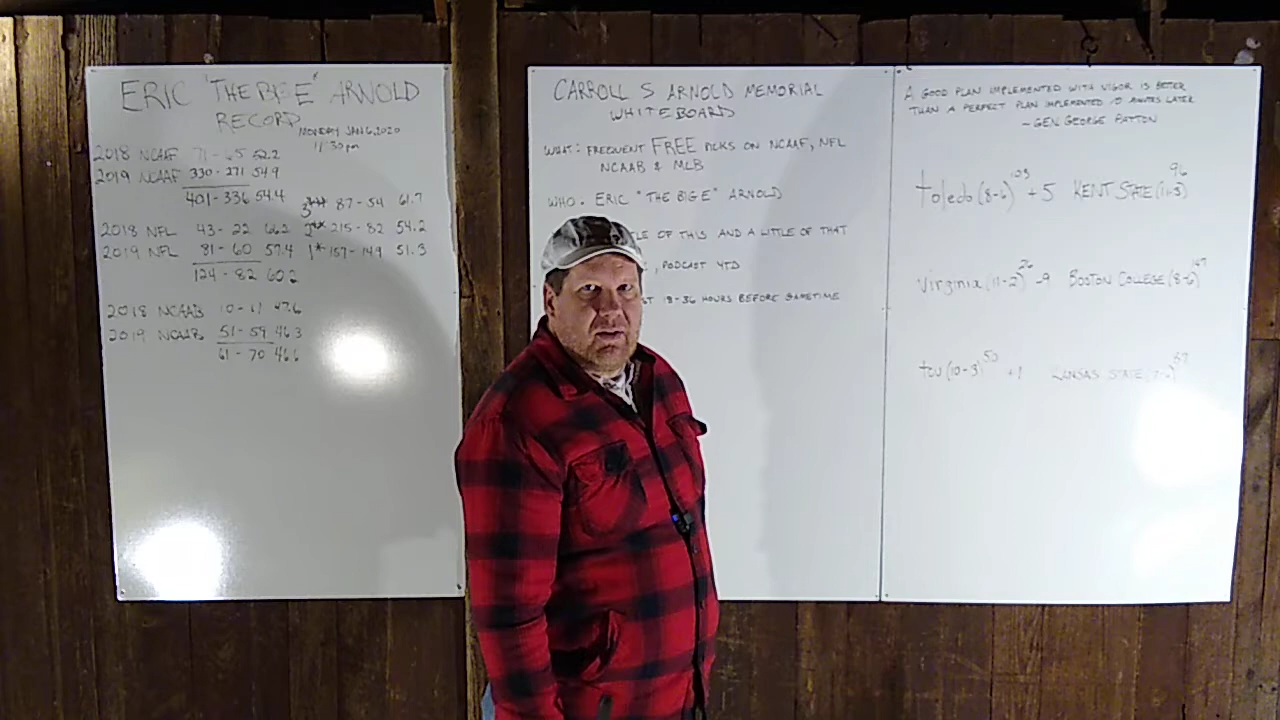 ERIC "THE BIG E" ARNOLD
RECORD
MONDAY JAN 6, 2020
11:30 pm
2018 NCAAF 71-65 52.2
2019 NCAAF 330-271 54.9
401-336 54.4
3** 87-54 61.7
2018 NFL 43-22 66.2 2** 215-82 54.2
2019 NFL 81-60 57.4 1* 157-149 51.3
124-82 60.2
2018 NCAAB 10-11 47.6
2019 NCAAB 51-59 46.3
61-70 46.6
CARROLL S ARNOLD MEMORIAL
WHITEBOARD
WHAT: FREQUENT FREE PICKS ON NCAAF, NFL
NCAAB & MLB
WHO: ERIC "THE BIG E" ARNOLD
OF THIS AND A LITTLE OF THAT
, PODCAST YTD
18-36 HOURS BEFORE GAMETIME
A GOOD PLAN IMPLEMENTED WITH VIGOR IS BETTER
THAN A PERFECT PLAN IMPLEMENTED 10 MINUTES LATER
-GEN GEORGE PATTON
toledo (8-6) 123 +5 KENT STATE (11-3) 96
Virginia (11-2) 26 -9 BOSTON COLLEGE (8-6) 147
tcu (10-3) 53 +1 KANSAS STATE